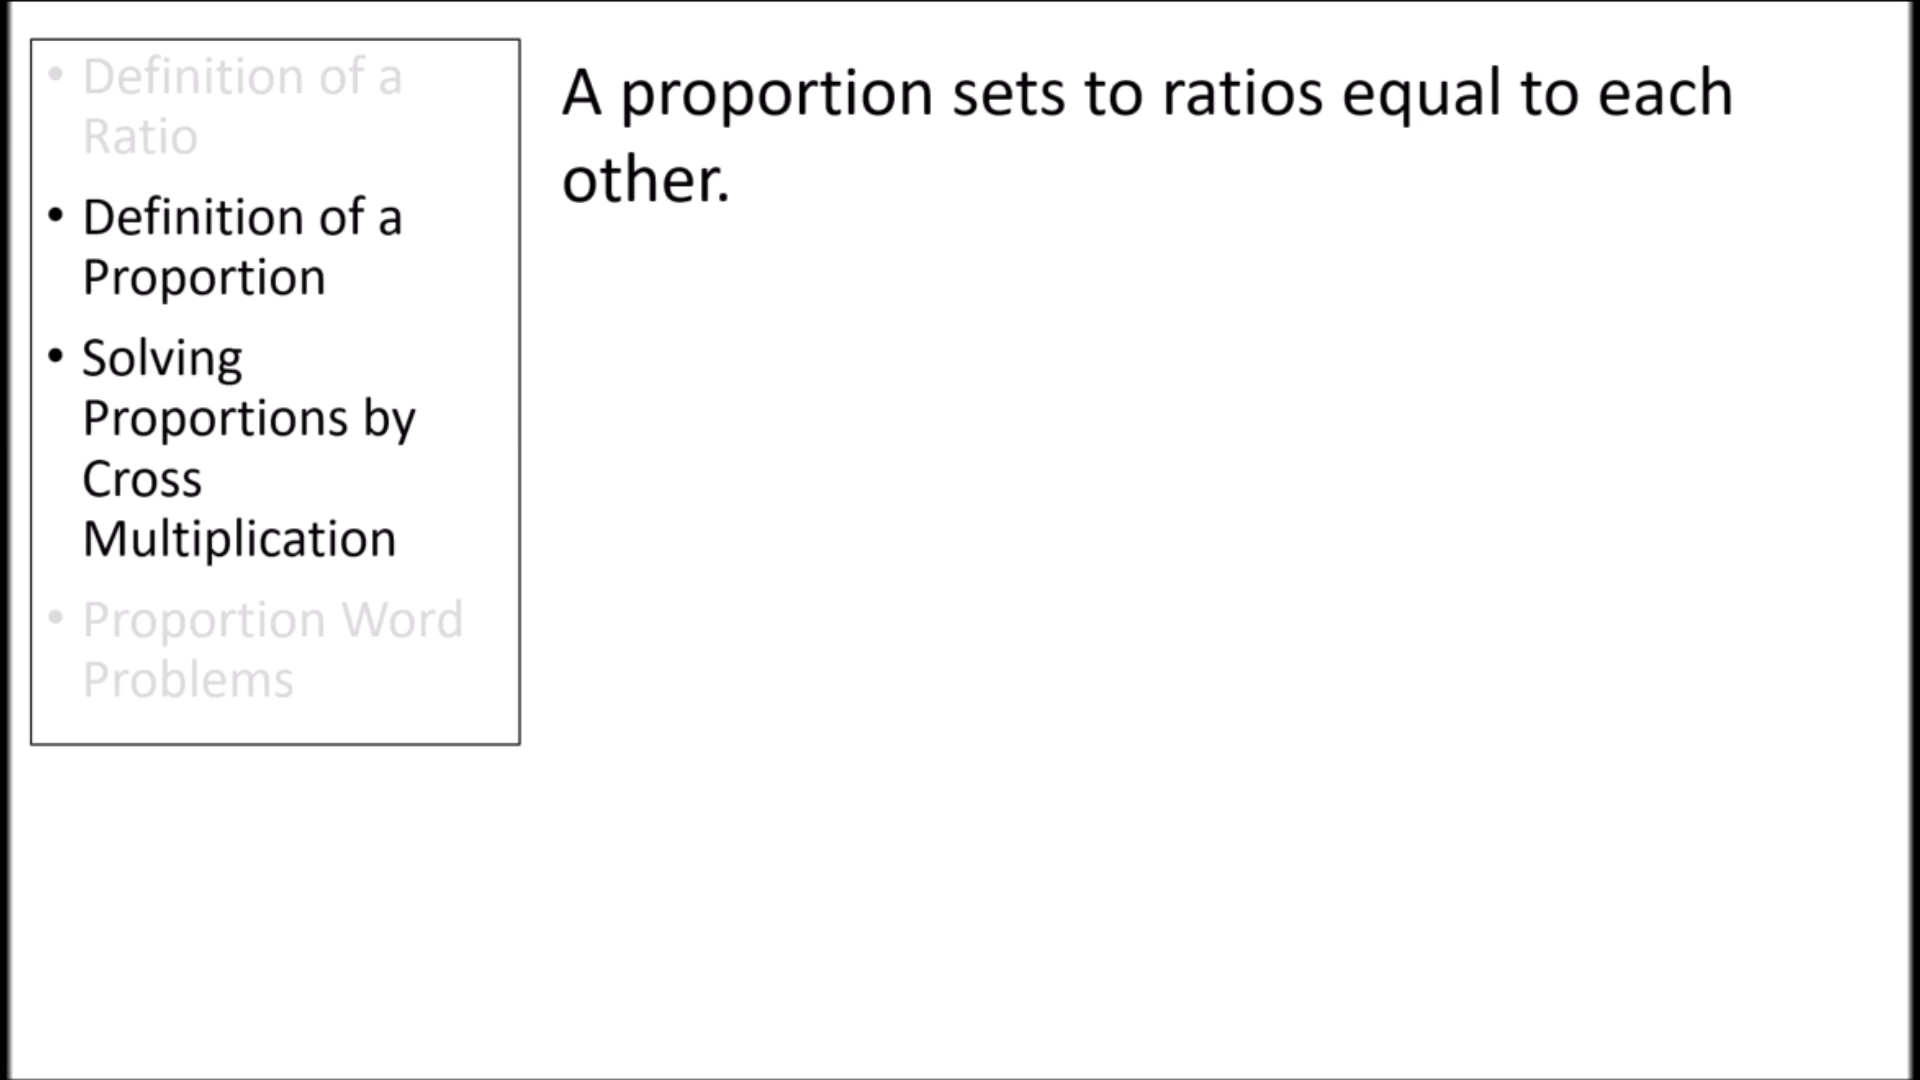 • Definition of a
Ratio
• Definition of a
Proportion
• Solving
Proportions by
Cross
Multiplication
• Proportion Word
Problems
A proportion sets to ratios equal to each
other.